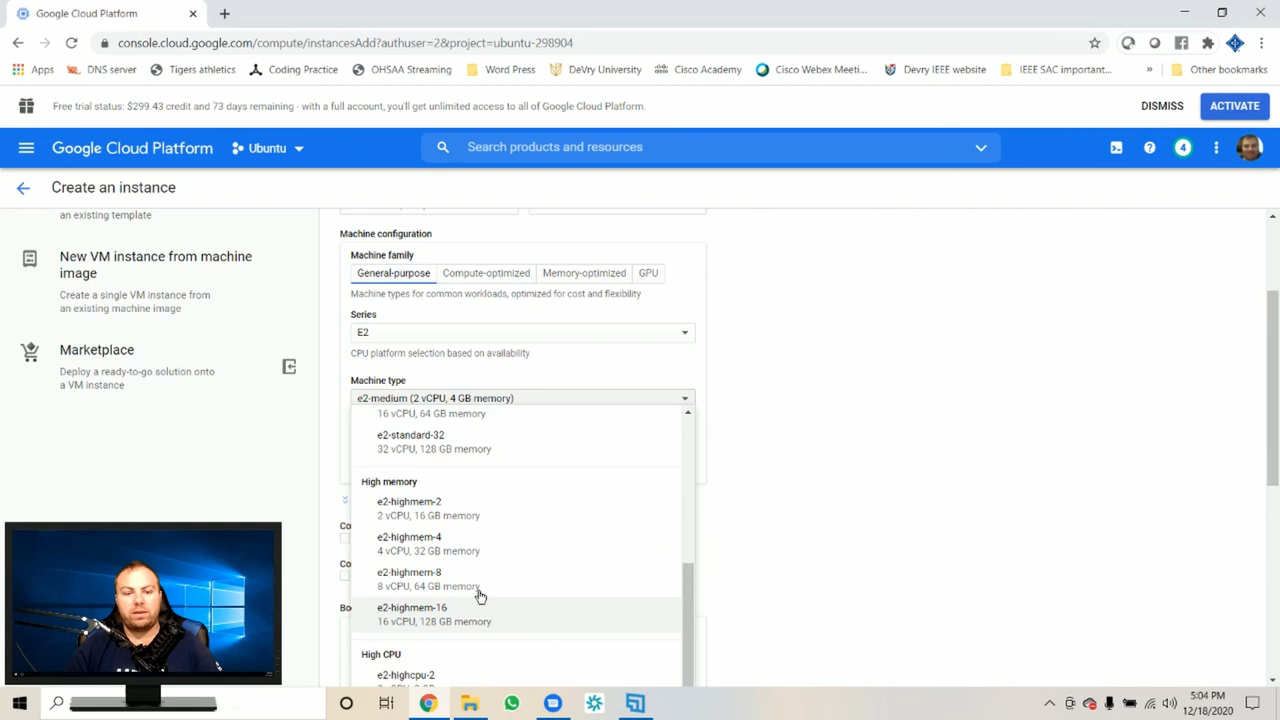 Google Cloud Platform
console.cloud.google.com/compute/instancesAdd?authuser=2&project=ubuntu-298904
Apps DNS server Tigers athletics Coding Practice OHSAA Streaming Word Press DeVry University Cisco Academy Cisco Webex Meeti... Devry IEEE website IEEE SAC important... » Other bookmarks
Free trial status: $299.43 credit and 73 days remaining - with a full account, you'll get unlimited access to all of Google Cloud Platform.
DISMISS ACTIVATE
Google Cloud Platform Ubuntu Search products and resources 4
Create an instance
an existing template
New VM instance from machine
image
Create a single VM instance from
an existing machine image
Marketplace
Deploy a ready-to-go solution onto
a VM instance
Machine configuration
Machine family
General-purpose Compute-optimized Memory-optimized GPU
Machine types for common workloads, optimized for cost and flexibility
Series
E2
CPU platform selection based on availability
Machine type
e2-medium (2 vCPU, 4 GB memory)
16 vCPU, 64 GB memory
e2-standard-32
32 vCPU, 128 GB memory
High memory
e2-highmem-2
2 vCPU, 16 GB memory
Co
e2-highmem-4
4 vCPU, 32 GB memory
Co
e2-highmem-8
8 vCPU, 64 GB memory
Bo
e2-highmem-16
16 vCPU, 128 GB memory
High CPU
e2-highcpu-2
5:04 PM
12/18/2020